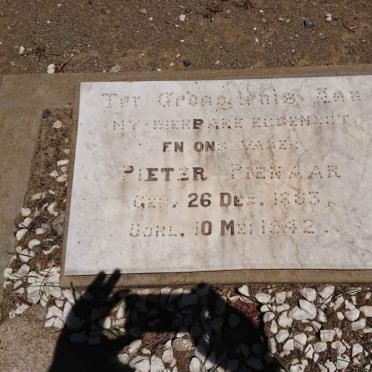 Ter Gedagtenis Aan
MY DIERBARE EGGENOOT
EN ONS VADER
PIETER PIENAAR
GEB. 26 DES. 1883.
OORL. 10 MEI 1942.